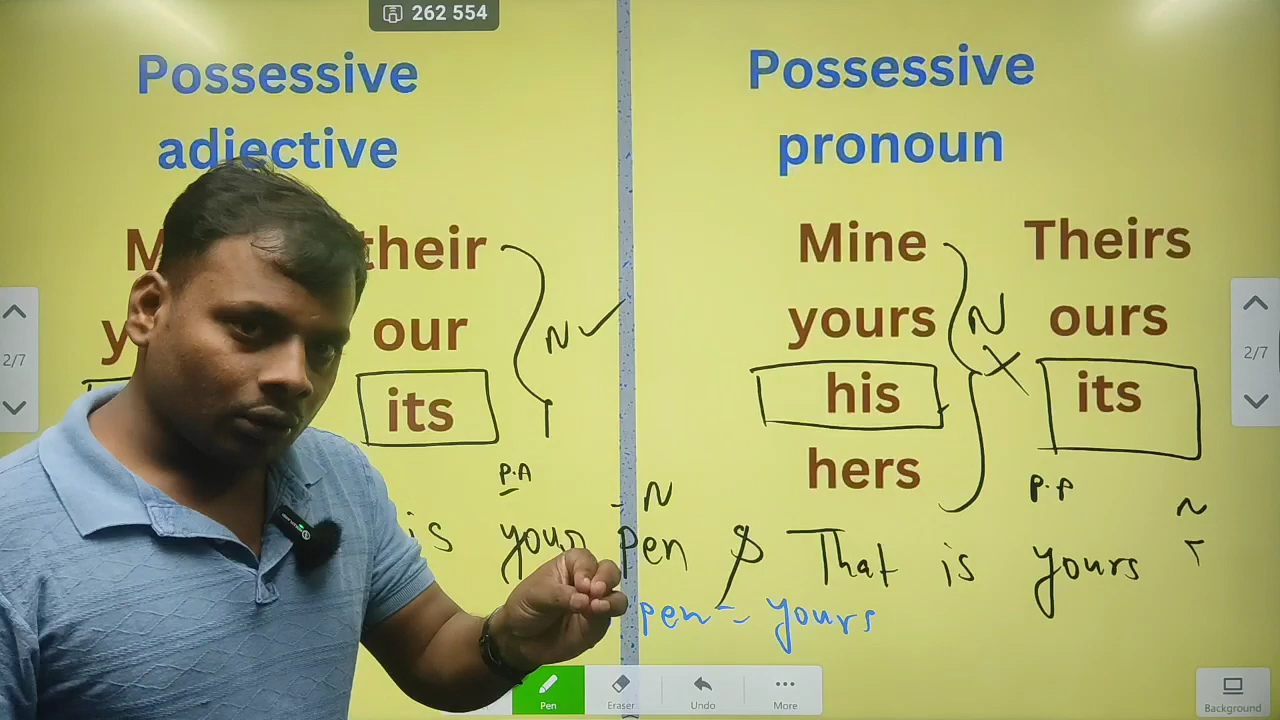 262 554
Possessive
adjective
their
our
its
N
P.A
N
is your pen
pen = yours
Possessive
pronoun
Mine Theirs
yours ours
his its
hers
N
P.P
N
That is yours
2/7
2/7
Pen Eraser Undo More
Background